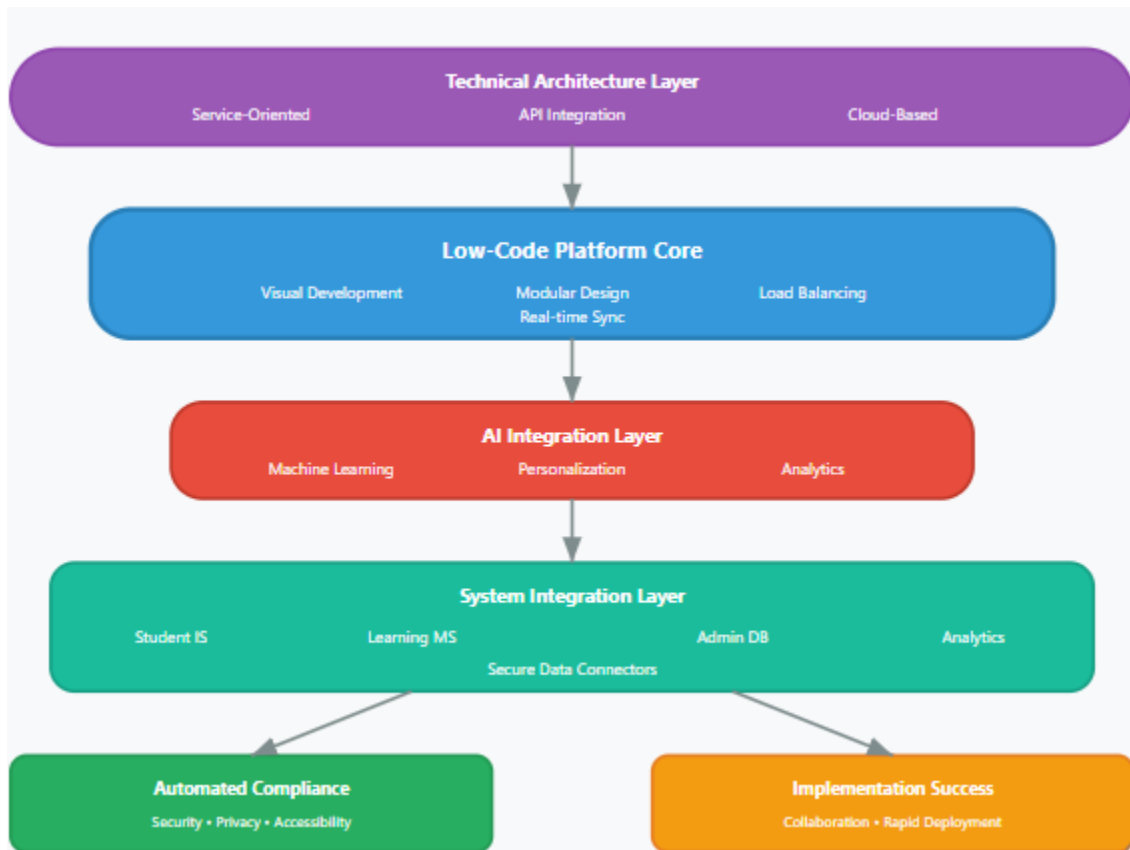 Technical Architecture Layer
Service-Oriented API Integration Cloud-Based
Low-Code Platform Core
Visual Development Modular Design Load Balancing
Real-time Sync
AI Integration Layer
Machine Learning Personalization Analytics
System Integration Layer
Student IS Learning MS Admin DB Analytics
Secure Data Connectors
Automated Compliance Implementation Success
Security • Privacy • Accessibility Collaboration • Rapid Deployment